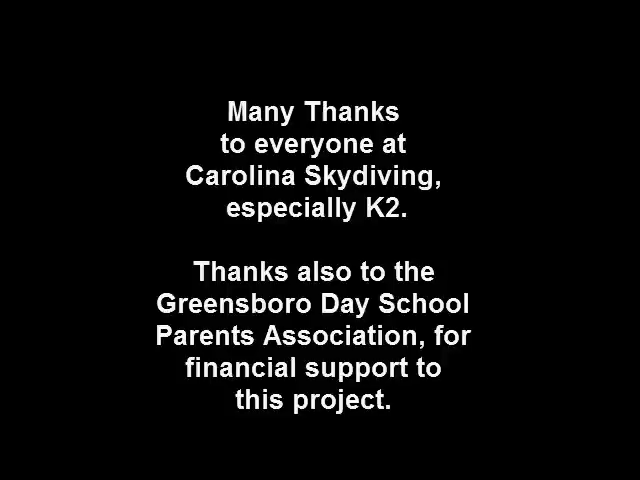 Many Thanks
to everyone at
Carolina Skydiving,
especially K2.
Thanks also to the
Greensboro Day School
Parents Association, for
financial support to
this project.